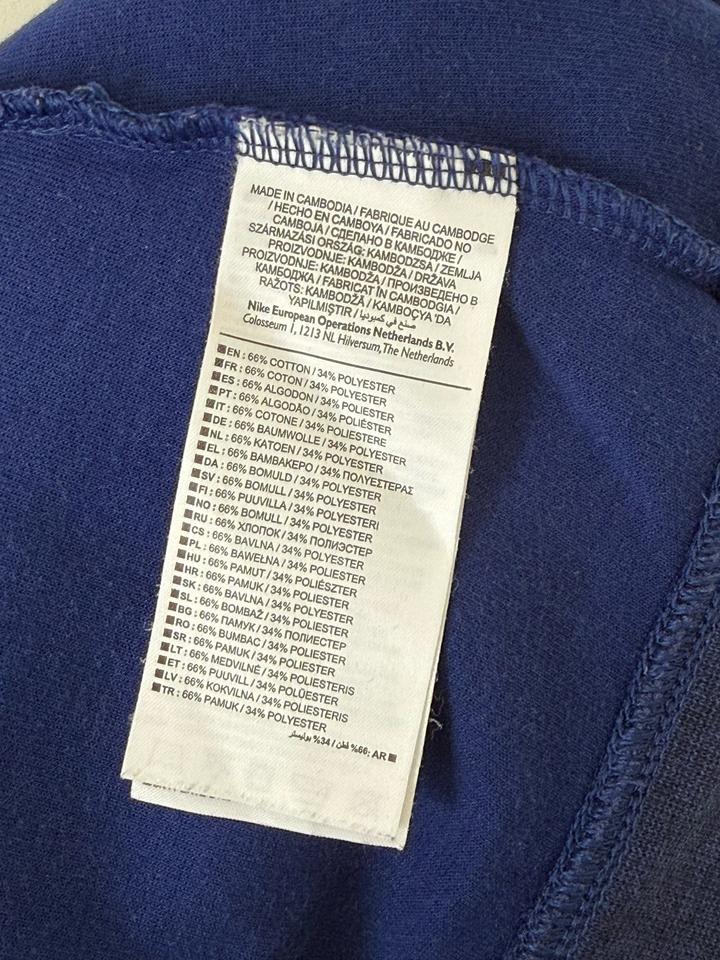 MADE IN CAMBODIA / FABRIQUE AU CAMBODGE
/ HECHO EN CAMBOYA / FABRICADO NO
CAMBOJA / СДЕЛАНО В КАМБОДЖЕ /
SZÁRMAZÁSI ORSZÁG: KAMBODZSA / ZEMLJA
PROIZVODNJE: KAMBODŽA / DRŽAVA
PROIZVODNJE: KAMBODŽA / ПРОИЗВЕДЕНО В
КАМБОДЖА / FABRICAT ÎN CAMBODGIA /
RAŽOTS: KAMBODŽĀ / KAMBOÇYA 'DA
YAPILMIŞTIR / صنع في كمبوديا
Nike European Operations Netherlands B.V.
Colosseum 1, 1213 NL Hilversum, The Netherlands
EN : 66% COTTON / 34% POLYESTER
FR : 66% COTON / 34% POLYESTER
ES : 66% ALGODON / 34% POLYESTER
PT : 66% ALGODÃO / 34% POLIÉSTER
IT : 66% COTONE / 34% POLIESTERE
DE : 66% BAUMWOLLE / 34% POLYESTER
NL : 66% KATOEN / 34% POLYESTER
EL : 66% ΒΑΜΒΑΚΕΡΟ / 34% ΠΟΛΥΕΣΤΕΡΑΣ
DA : 66% BOMULD / 34% POLYESTER
SV : 66% BOMULL / 34% POLYESTER
FI : 66% PUUVILLA / 34% POLYESTERI
NO : 66% BOMULL / 34% POLYESTER
RU : 66% ХЛОПОК / 34% ПОЛИЭСТЕР
CS : 66% BAVLNA / 34% POLYESTER
PL : 66% BAWEŁNA / 34% POLIESTER
HU : 66% PAMUT / 34% POLIÉSZTER
HR : 66% PAMUK / 34% POLIESTER
SK : 66% BAVLNA / 34% POLYESTER
SL : 66% BOMBAŽ / 34% POLIESTER
BG : 66% ПАМУК / 34% ПОЛИЕСТЕР
RO : 66% BUMBAC / 34% POLIESTER
SR : 66% PAMUK / 34% POLIESTER
LT : 66% MEDVILNĖ / 34% POLIESTERIS
ET : 66% PUUVILL / 34% POLÜESTER
LV : 66% KOKVILNA / 34% POLIESTERIS
TR : 66% PAMUK / 34% POLYESTER
AR :66% قطن / 34% بوليستر